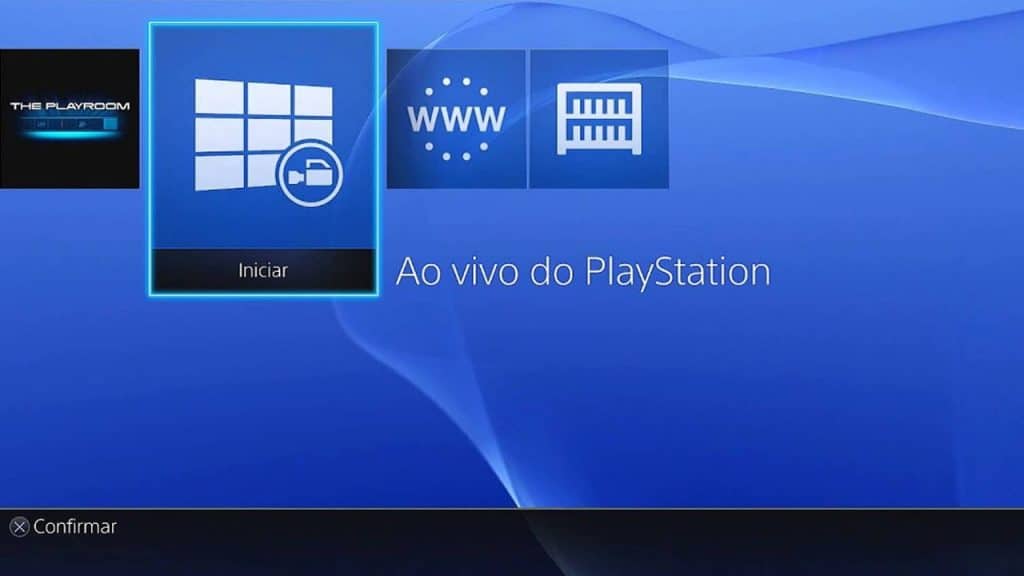 THE PLAYROOM
WWW
Iniciar
Ao vivo do PlayStation
Confirmar